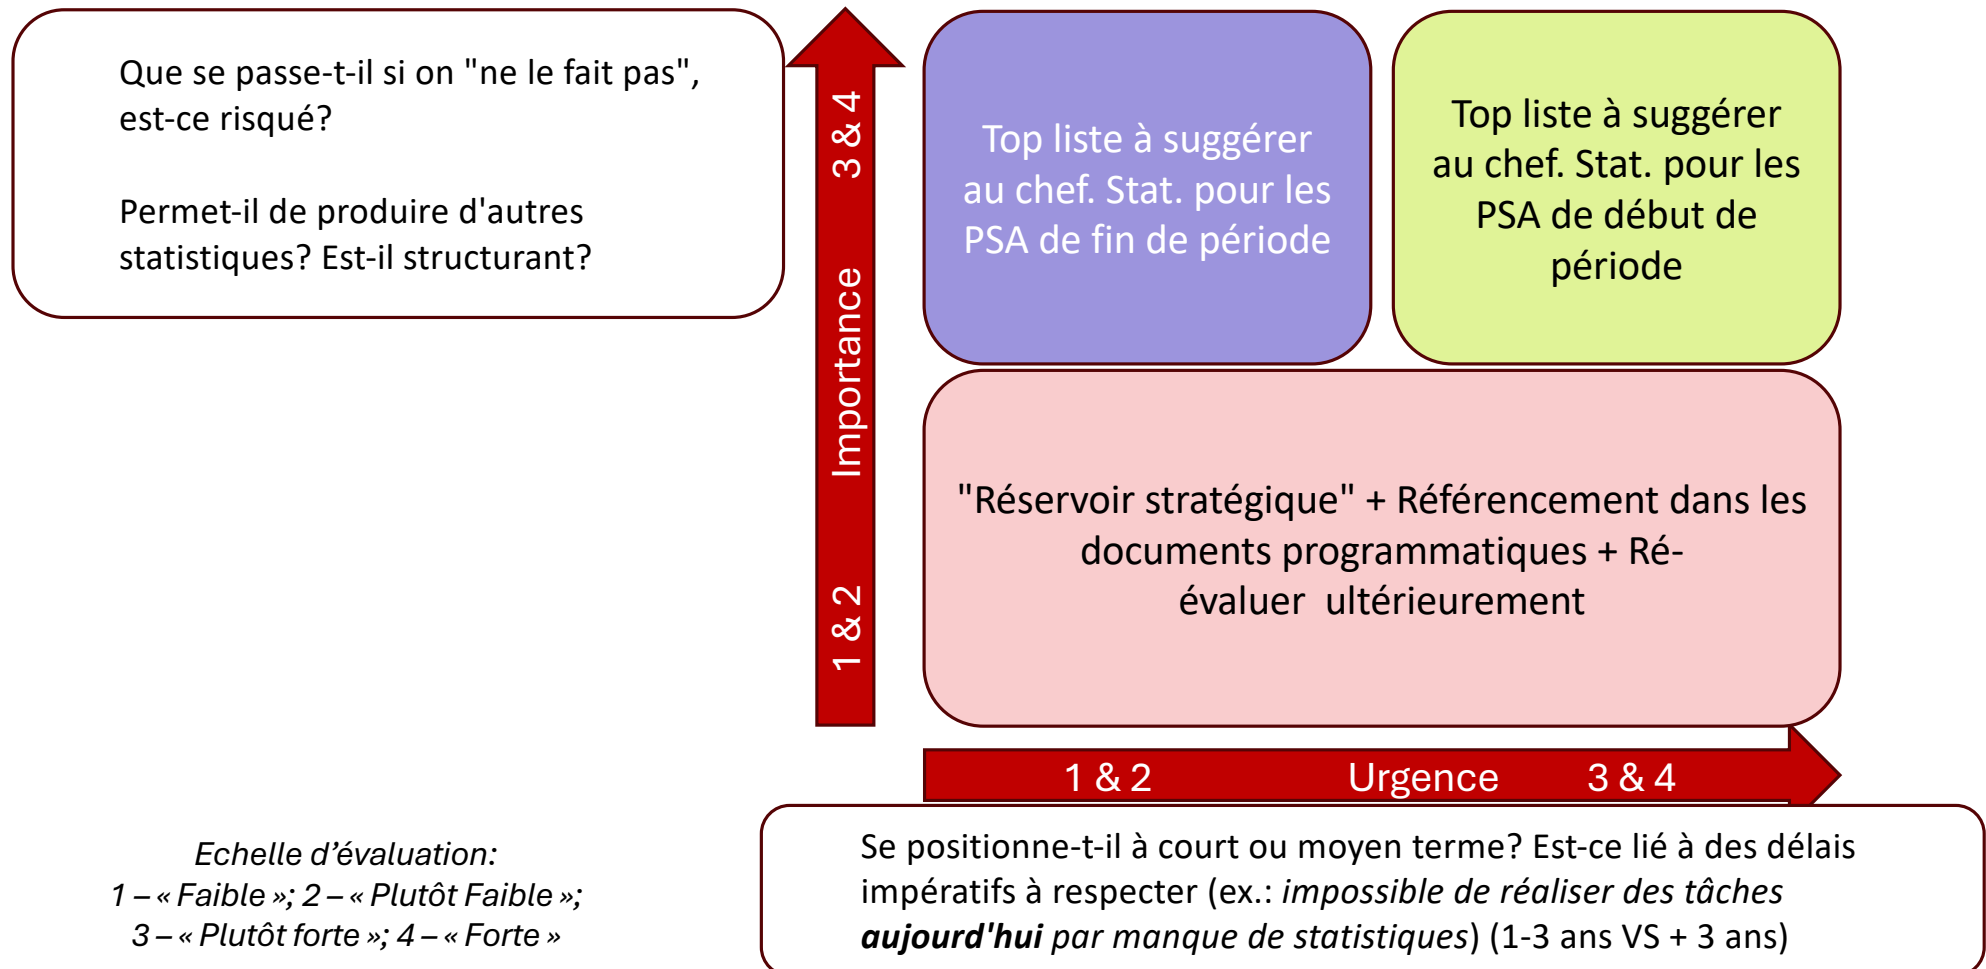 Que se passe-t-il si on "ne le fait pas",
est-ce risqué?
Permet-il de produire d'autres
statistiques? Est-il structurant?
1 & 2 Importance 3 & 4
Top liste à suggérer
au chef. Stat. pour les
PSA de fin de période
Top liste à suggérer
au chef. Stat. pour les
PSA de début de
période
"Réservoir stratégique" + Référencement dans les
documents programmatiques + Ré-
évaluer  ultérieurement
1 & 2 Urgence 3 & 4
Echelle d’évaluation:
1 – « Faible »; 2 – « Plutôt Faible »;
3 – « Plutôt forte »; 4 – « Forte »
Se positionne-t-il à court ou moyen terme? Est-ce lié à des délais
impératifs à respecter (ex.: impossible de réaliser des tâches
aujourd'hui par manque de statistiques) (1-3 ans VS + 3 ans)